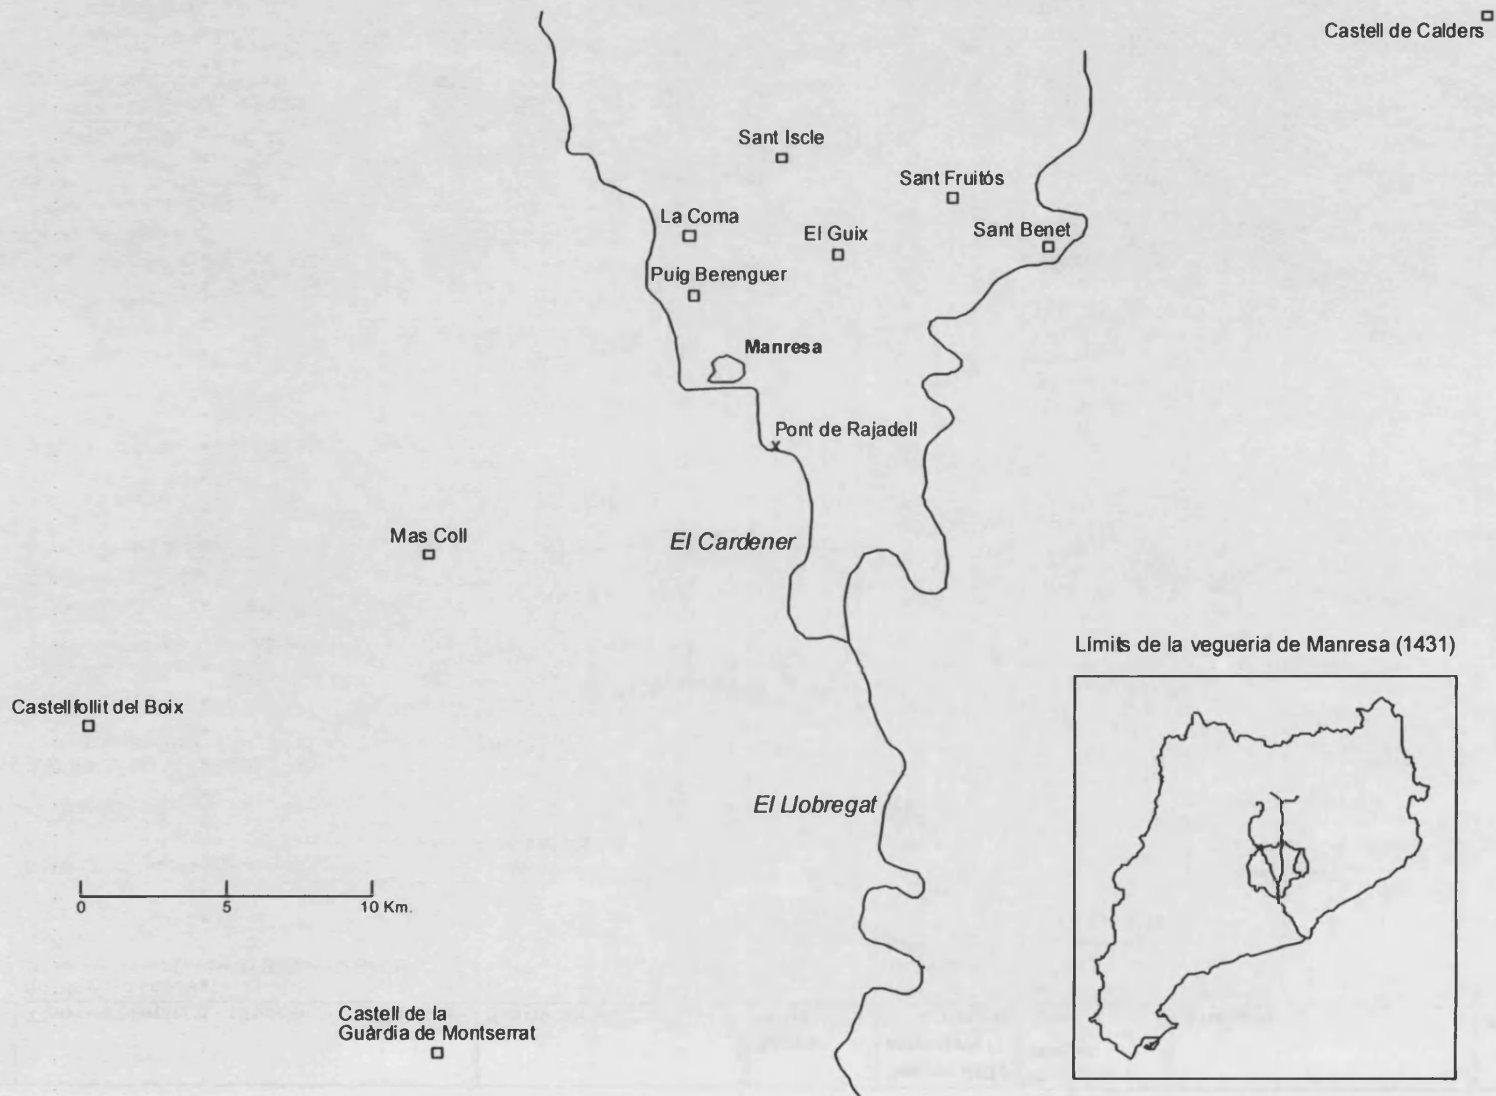 Castell de Calders
Sant Iscle
Sant Fruitós
La Coma
El Guix
Sant Benet
Puig Berenguer
Manresa
Pont de Rajadell
x
Mas Coll
El Cardener
Límits de la vegueria de Manresa (1431)
Castellfollit del Boix
El Llobregat
0 5 10 Km.
Castell de la
Guàrdia de Montserrat